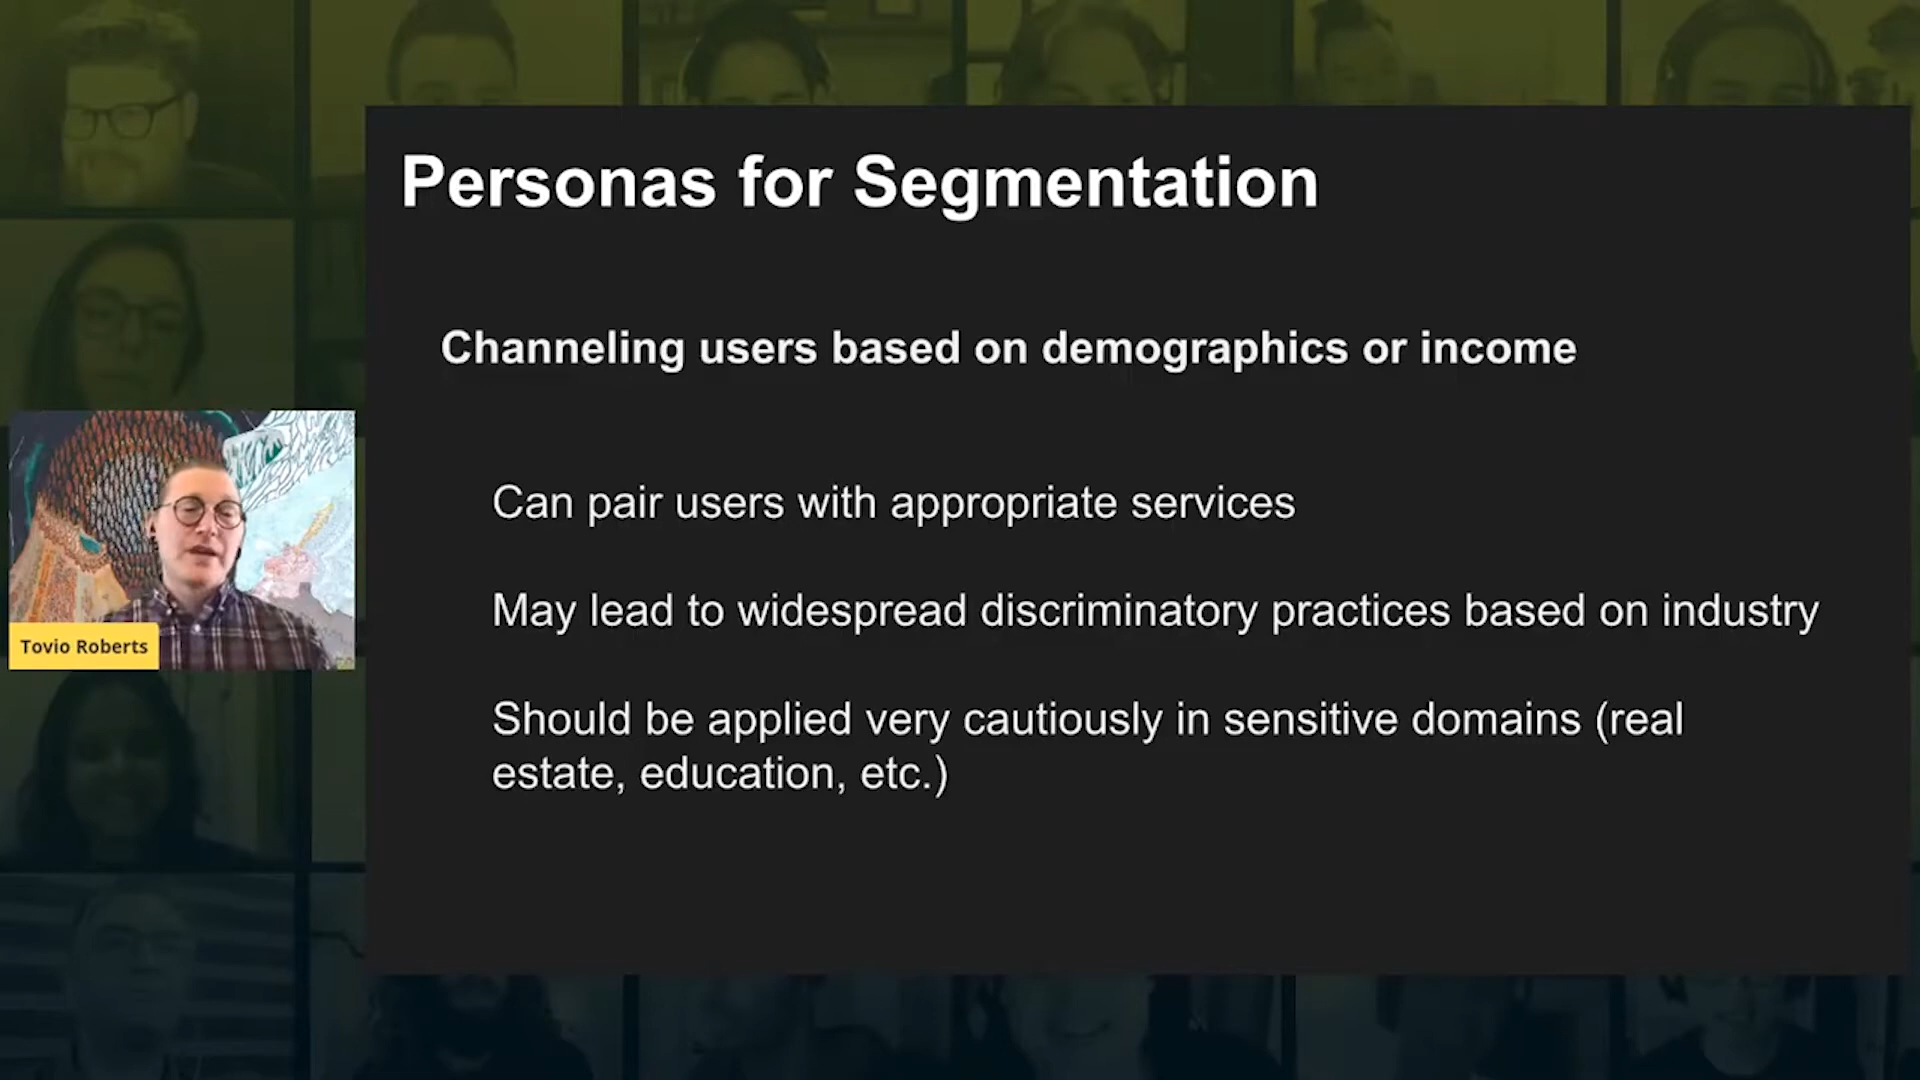 Personas for Segmentation
Channeling users based on demographics or income
Can pair users with appropriate services
May lead to widespread discriminatory practices based on industry
Should be applied very cautiously in sensitive domains (real
estate, education, etc.)
Tovio Roberts